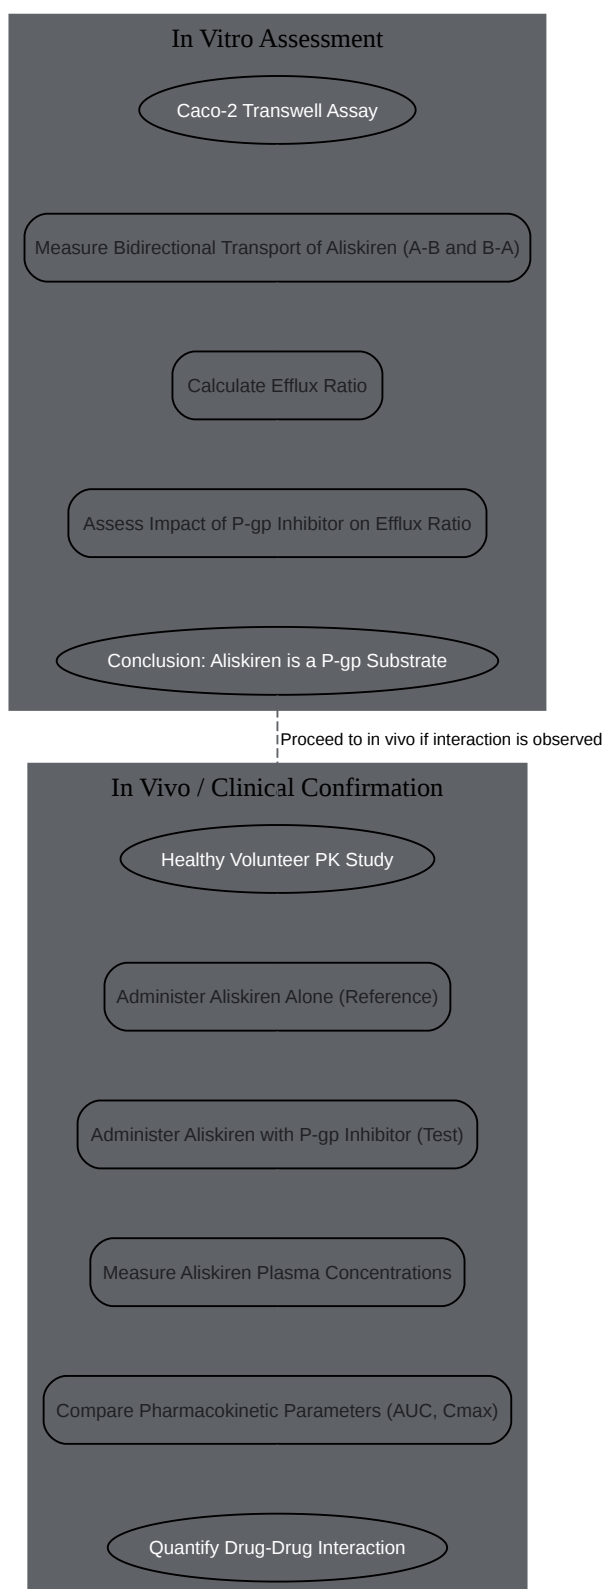 In Vitro Assessment
Caco-2 Transwell Assay
Measure Bidirectional Transport of Aliskiren (A-B and B-A)
Calculate Efflux Ratio
Assess Impact of P-gp Inhibitor on Efflux Ratio
Conclusion: Aliskiren is a P-gp Substrate
Proceed to in vivo if interaction is observed
In Vivo / Clinical Confirmation
Healthy Volunteer PK Study
Administer Aliskiren Alone (Reference)
Administer Aliskiren with P-gp Inhibitor (Test)
Measure Aliskiren Plasma Concentrations
Compare Pharmacokinetic Parameters (AUC, Cmax)
Quantify Drug-Drug Interaction